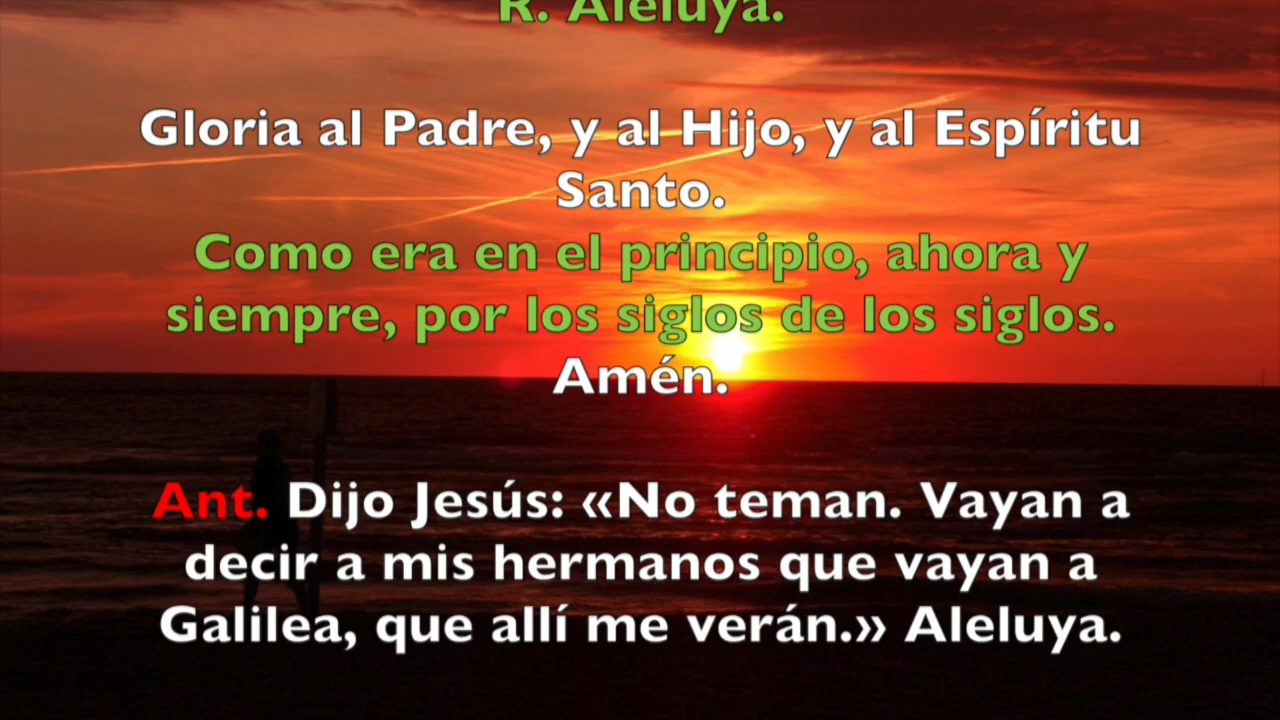 R. Aleluya.
Gloria al Padre, y al Hijo, y al Espíritu
Santo.
Como era en el principio, ahora y
siempre, por los siglos de los siglos.
Amén.
Ant. Dijo Jesús: «No teman. Vayan a
decir a mis hermanos que vayan a
Galilea, que allí me verán.» Aleluya.